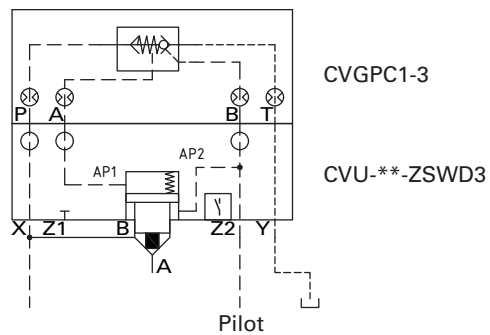 CVGPC1-3
P A B T
CVU-**-ZSWD3
AP1 AP2
X Z1 B Z2 Y
A
Pilot